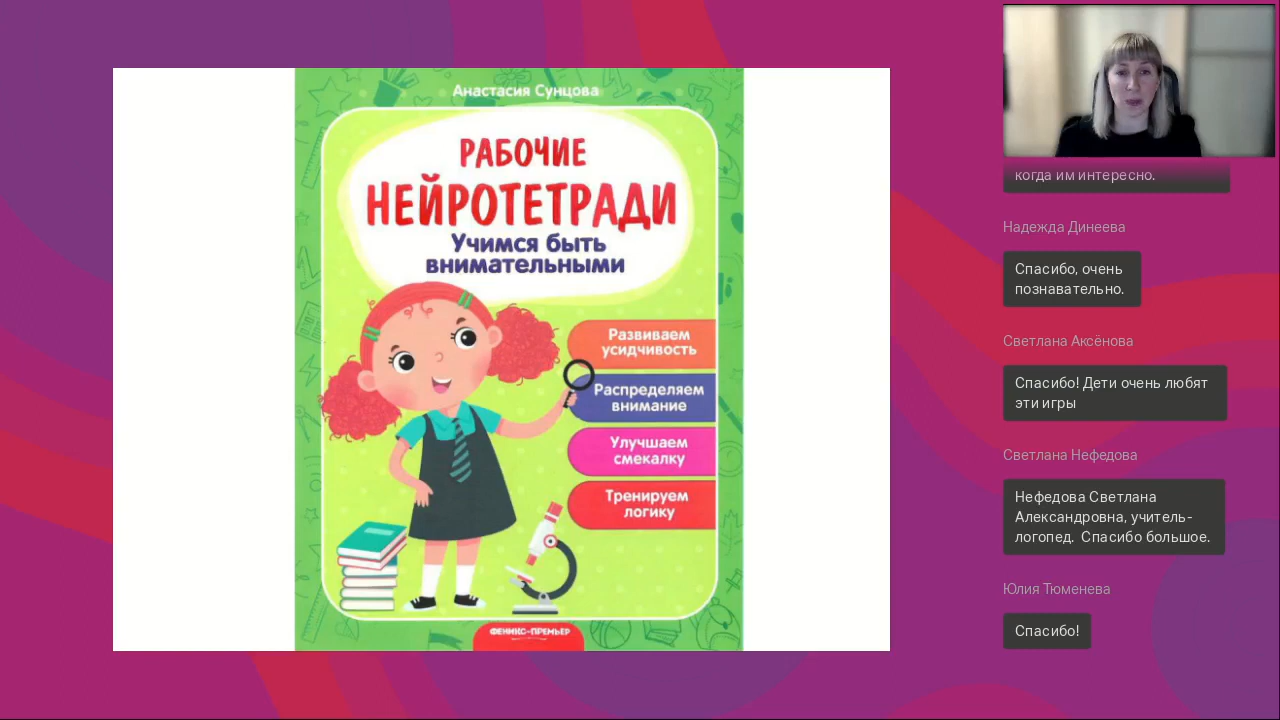 Анастасия Сунцова
РАБОЧИЕ
НЕЙРОТЕТРАДИ
Учимся быть
внимательными
Развиваем
усидчивость
Распределяем
внимание
Улучшаем
смекалку
Тренируем
логику
ФЕНИКС-ПРЕМЬЕР
когда им интересно.
Надежда Динеева
Спасибо, очень
познавательно.
Светлана Аксёнова
Спасибо! Дети очень любят
эти игры
Светлана Нефедова
Нефедова Светлана
Александровна, учитель-
логопед. Спасибо большое.
Юлия Тюменева
Спасибо!